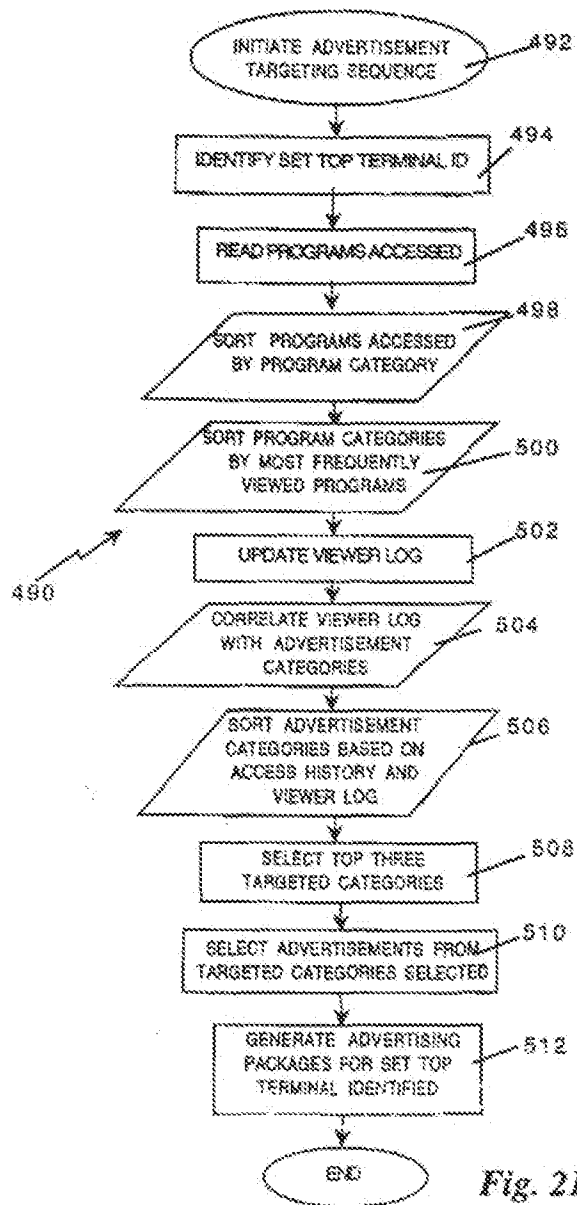 INITIATE ADVERTISEMENT
TARGETING SEQUENCE
492
IDENTIFY SET TOP TERMINAL ID
494
READ PROGRAMS ACCESSED
496
SORT PROGRAMS ACCESSED
BY PROGRAM CATEGORY
498
SORT PROGRAM CATEGORIES
BY MOST FREQUENTLY
VIEWED PROGRAMS
500
UPDATE VIEWER LOG
502
490
CORRELATE VIEWER LOG
WITH ADVERTISEMENT
CATEGORIES
504
SORT ADVERTISEMENT
CATEGORIES BASED ON
ACCESS HISTORY AND
VIEWER LOG
506
SELECT TOP THREE
TARGETED CATEGORIES
508
SELECT ADVERTISEMENTS FROM
TARGETED CATEGORIES SELECTED
510
GENERATE ADVERTISING
PACKAGES FOR SET TOP
TERMINAL IDENTIFIED
512
END